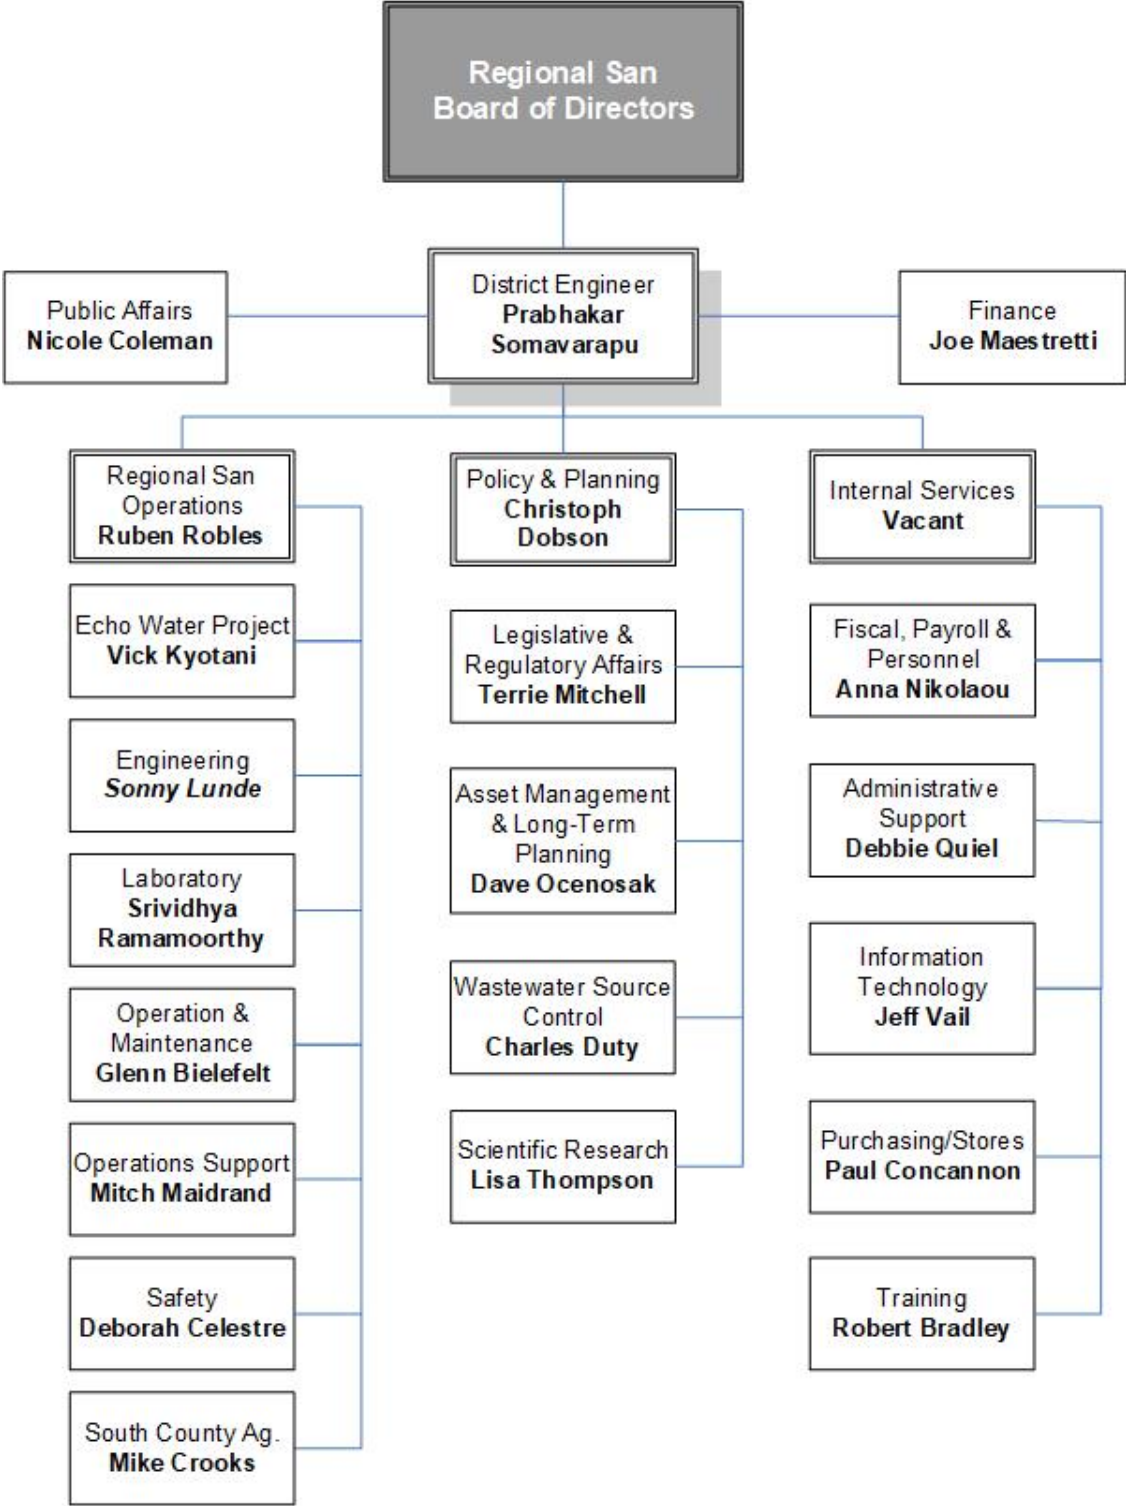 Regional San
Board of Directors
District Engineer
Prabhakar
Somavarapu
Public Affairs
Nicole Coleman
Finance
Joe Maestretti
Regional San
Operations
Ruben Robles
Echo Water Project
Vick Kyotani
Engineering
Sonny Lunde
Laboratory
Srividhya
Ramamoorthy
Operation &
Maintenance
Glenn Bielefelt
Operations Support
Mitch Maidrand
Safety
Deborah Celestre
South County Ag.
Mike Crooks
Policy & Planning
Christoph
Dobson
Legislative &
Regulatory Affairs
Terrie Mitchell
Asset Management
& Long-Term
Planning
Dave Ocenosak
Wastewater Source
Control
Charles Duty
Scientific Research
Lisa Thompson
Internal Services
Vacant
Fiscal, Payroll &
Personnel
Anna Nikolaou
Administrative
Support
Debbie Quiel
Information
Technology
Jeff Vail
Purchasing/Stores
Paul Concannon
Training
Robert Bradley